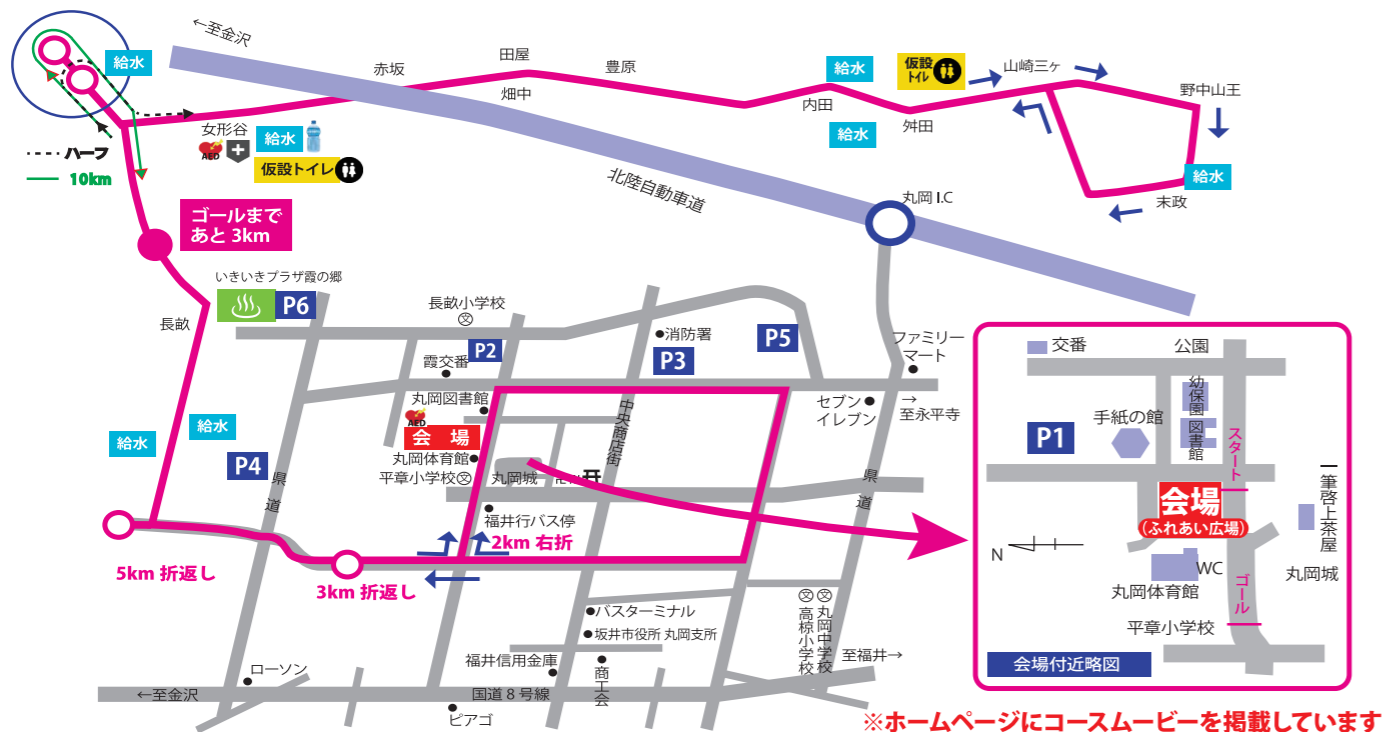 ←至金沢
給水
赤坂
田屋
畑中
豊原
給水
内田
給水
仮設
トイレ
舛田
山崎三ヶ
野中山王
給水
末政
女形谷
AED
給水
仮設トイレ
ハーフ
10km
北陸自動車道
丸岡 I.C
ゴールまで
あと 3km
いきいきプラザ霞の郷
P6
長畝
長畝小学校
文
P2
消防署
P3
P5
ファミリー
マート
霞交番
丸岡図書館
AED
会 場
丸岡体育館
平章小学校
文
丸岡城
中央商店街
セブン
イレブン
→
至永平寺
給水
給水
P4
県道
県道
福井行バス停
2km 右折
5km 折返し
3km 折返し
バスターミナル
坂井市役所 丸岡支所
福井信用金庫
商工会
文
高椋小学校
文
丸岡中学校
至福井→
ローソン
←至金沢
国道 8 号線
ピアゴ
交番
公園
幼保園
図書館
手紙の館
P1
スタート
会場
(ふれあい広場)
一筆啓上茶屋
N
WC
丸岡体育館
丸岡城
ゴール
平章小学校
会場付近略図
※ホームページにコースムービーを掲載しています